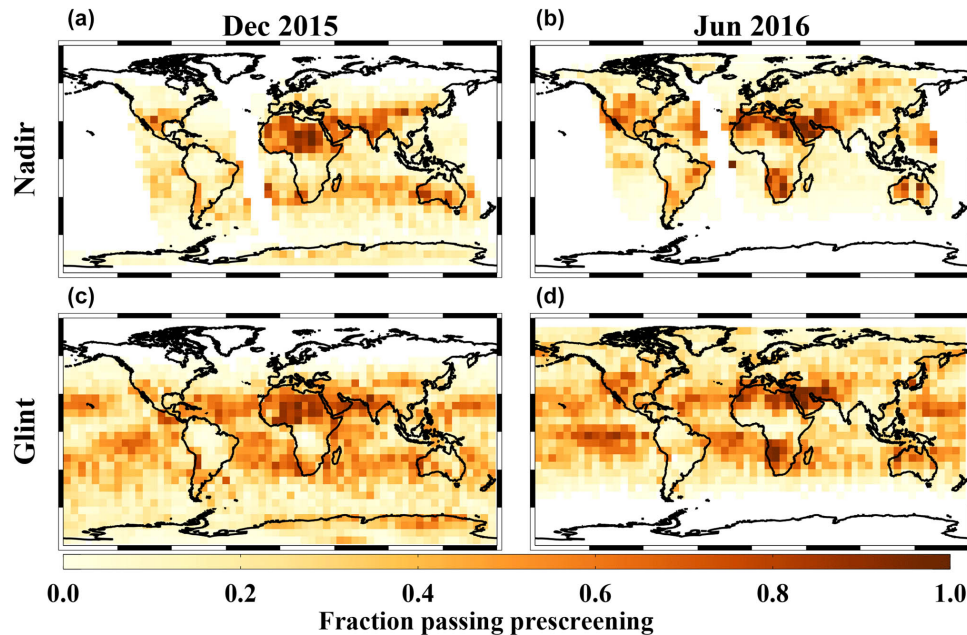 Dec 2015
Jun 2016
(a)
(b)
Nadir
(c)
(d)
Glint
0.0
0.2
0.4
0.6
0.8
1.0
Fraction passing prescreening